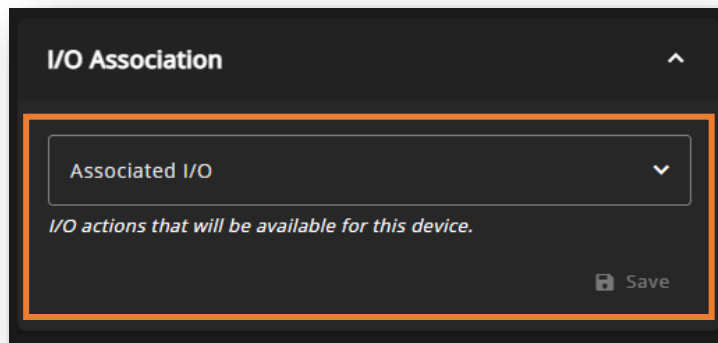 I/O Association
Associated I/O
I/O actions that will be available for this device.
Save